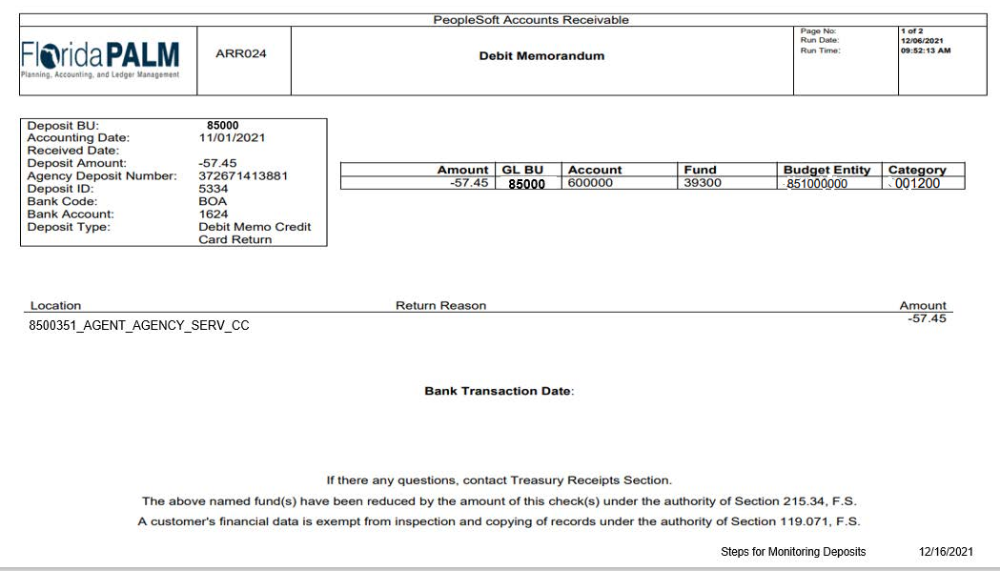 PeopleSoft Accounts Receivable
Florida PALM
Planning, Accounting, and Ledger Management
ARR024
Debit Memorandum
Page No: 1 of 2
Run Date: 12/06/2021
Run Time: 09:52:13 AM
Deposit BU: 85000
Accounting Date: 11/01/2021
Received Date:
Deposit Amount: -57.45
Agency Deposit Number: 372671413881
Deposit ID: 5334
Bank Code: BOA
Bank Account: 1624
Deposit Type: Debit Memo Credit
Card Return
Amount GL BU Account Fund Budget Entity Category
-57.45 85000 600000 39300 851000000 001200
Location Return Reason Amount
8500351_AGENT_AGENCY_SERV_CC -57.45
Bank Transaction Date:
If there any questions, contact Treasury Receipts Section.
The above named fund(s) have been reduced by the amount of this check(s) under the authority of Section 215.34, F.S.
A customer's financial data is exempt from inspection and copying of records under the authority of Section 119.071, F.S.
Steps for Monitoring Deposits 12/16/2021